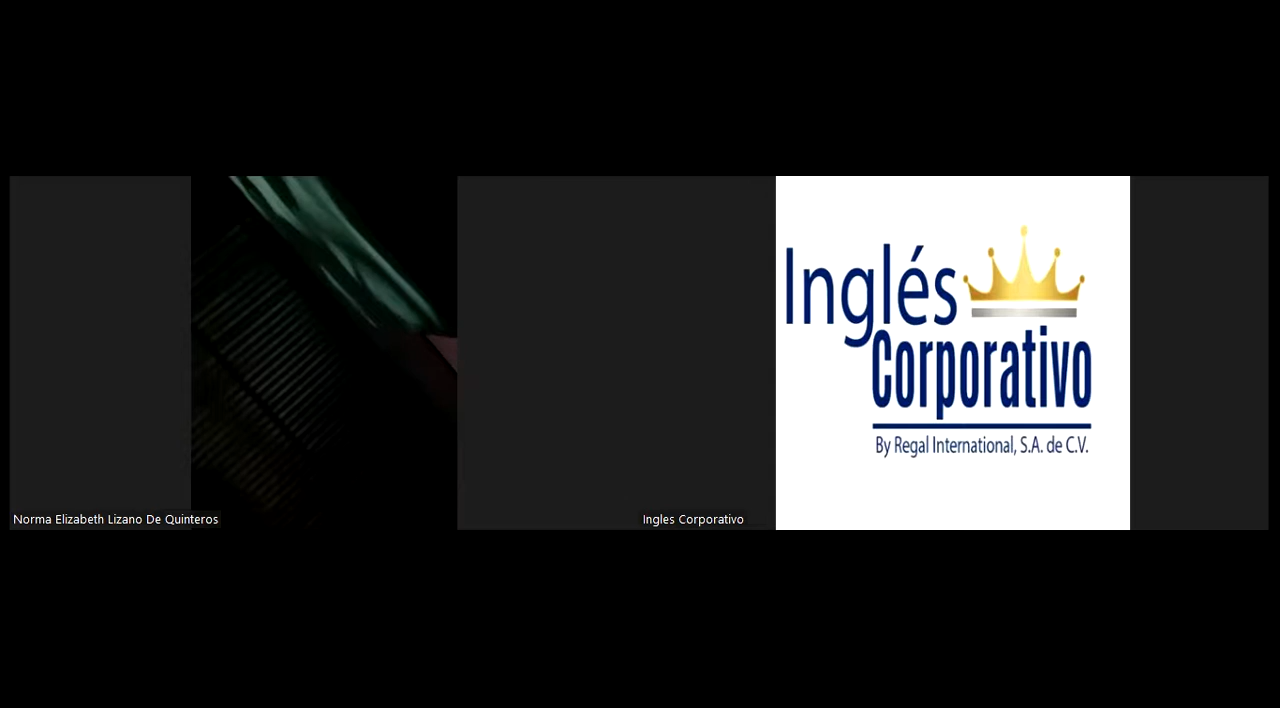 Inglés
Corporativo
By Regal International, S.A. de C.V.
Norma Elizabeth Lizano De Quinteros
Ingles Corporativo